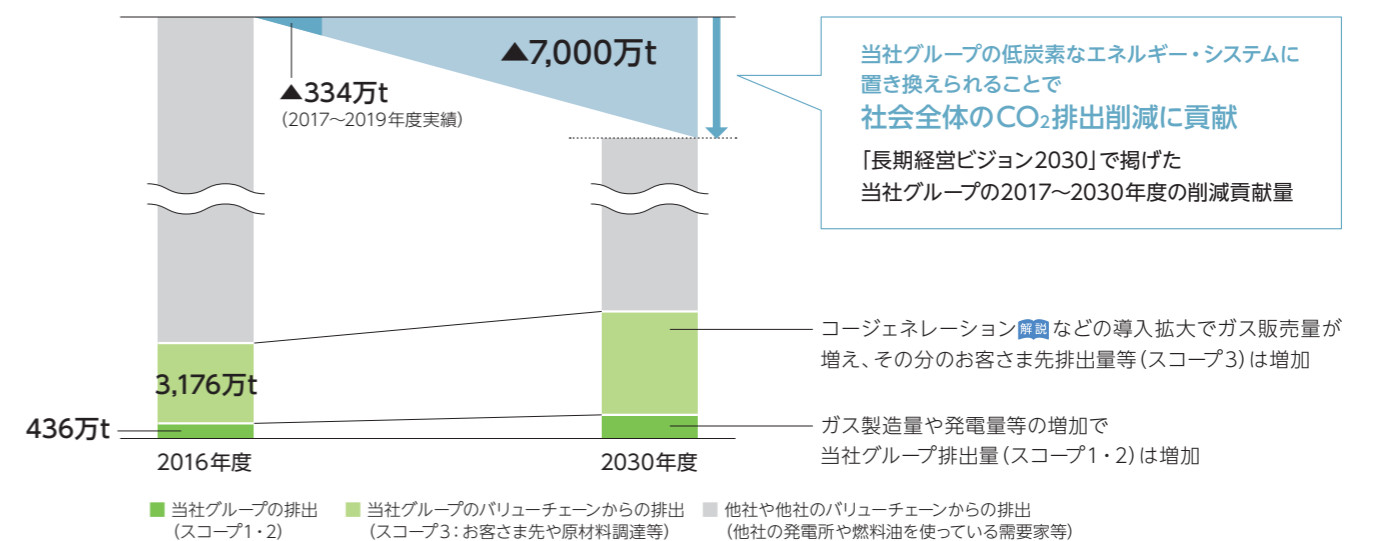 ▲7,000万t
▲334万t
（2017～2019年度実績）
当社グループの低炭素なエネルギー・システムに
置き換えられることで
社会全体のCO₂排出削減に貢献
「長期経営ビジョン2030」で掲げた
当社グループの2017～2030年度の削減貢献量
コージェネレーション 解説 などの導入拡大でガス販売量が
増え、その分のお客さま先排出量等（スコープ3）は増加
3,176万t
436万t
ガス製造量や発電量等の増加で
当社グループ排出量（スコープ1・2）は増加
2016年度
2030年度
当社グループの排出
（スコープ1・2）
当社グループのバリューチェーンからの排出
（スコープ3：お客さま先や原材料調達等）
他社や他社のバリューチェーンからの排出
（他社の発電所や燃料油を使っている需要家等）